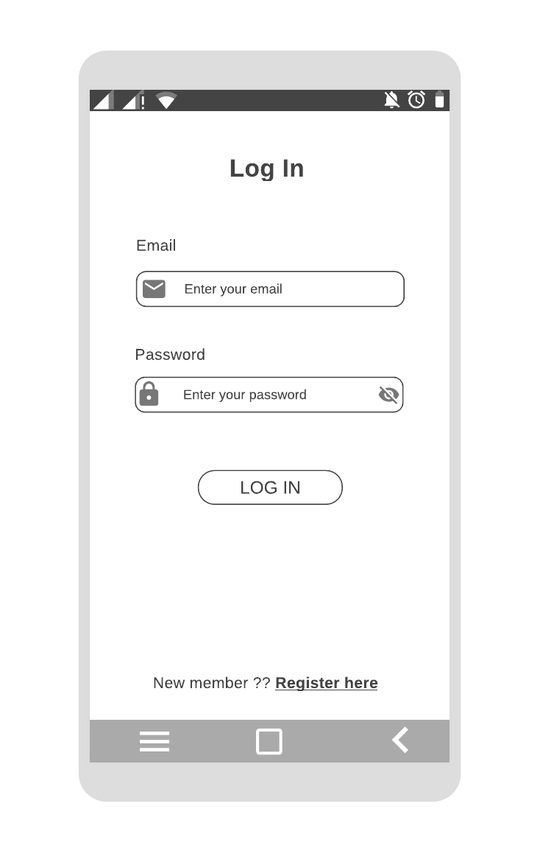 Log In
Email
Enter your email
Password
Enter your password
LOG IN
New member ?? Register here